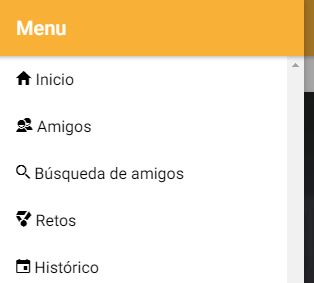 Menu
Inicio
Amigos
Búsqueda de amigos
Retos
Histórico